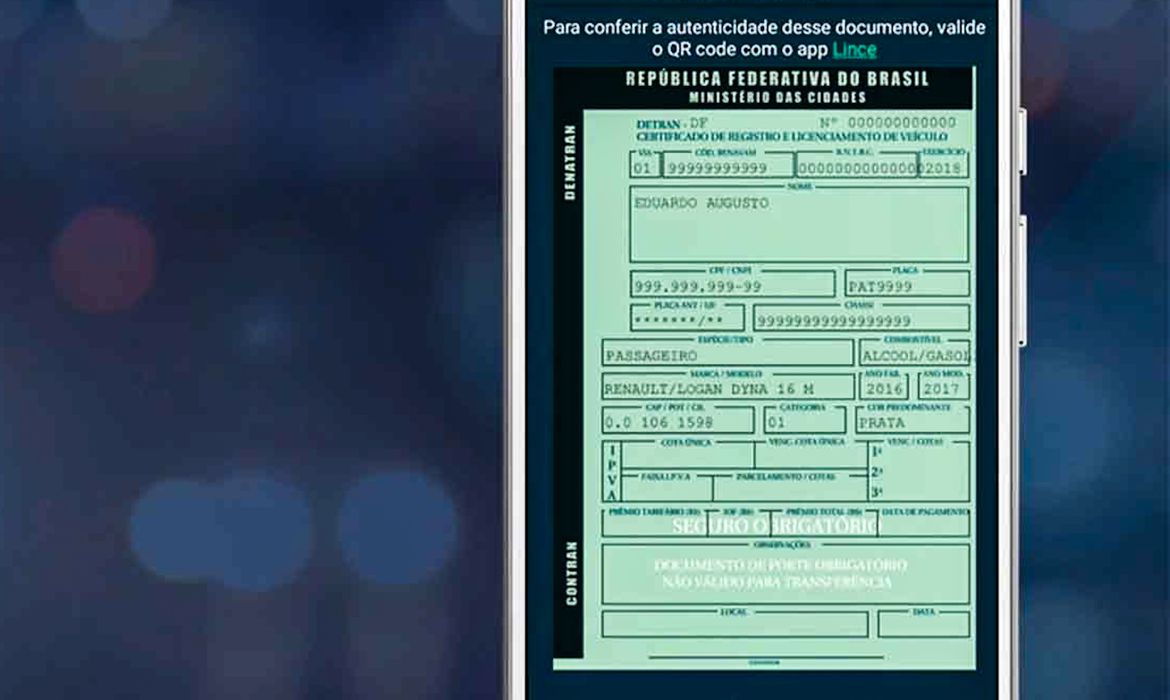 Para conferir a autenticidade desse documento, valide
o QR code com o app Lince
REPÚBLICA FEDERATIVA DO BRASIL
MINISTÉRIO DAS CIDADES
DETRAN - DF Nº 000000000000
CERTIFICADO DE REGISTRO E LICENCIAMENTO DE VEÍCULO
DENATRAN
VIA CÓD. RENAVAM R.N.T.R.C. EXERCÍCIO
01 99999999999 00000000000000 2018
NOME
EDUARDO AUGUSTO
CPF / CNPJ PLACA
999.999.999-99 PAT9999
PLACA ANT / UF CHASSI
*******/** 99999999999999999
ESPÉCIE/TIPO COMBUSTÍVEL
PASSAGEIRO ALCOOL/GASOL
MARCA / MODELO ANO FAB. ANO MOD.
RENAULT/LOGAN DYNA 16 M 2016 2017
CAP / POT / CIL CATEGORIA COR PREDOMINANTE
0.0 106 1598 01 PRATA
IPVA
COTA ÚNICA VENC. COTA ÚNICA VENC / COTAS
1ª
2ª
FAIXA I.P.V.A PARCELAMENTO / COTAS
3ª
PRÊMIO TARIFÁRIO (R$) IOF (R$) PRÊMIO TOTAL (R$) DATA DE PAGAMENTO
SEGURO OBRIGATÓRIO
OBSERVAÇÕES
CONTRAN
DOCUMENTO DE PORTE OBRIGATÓRIO
NÃO VÁLIDO PARA TRANSFERÊNCIA
LOCAL DATA